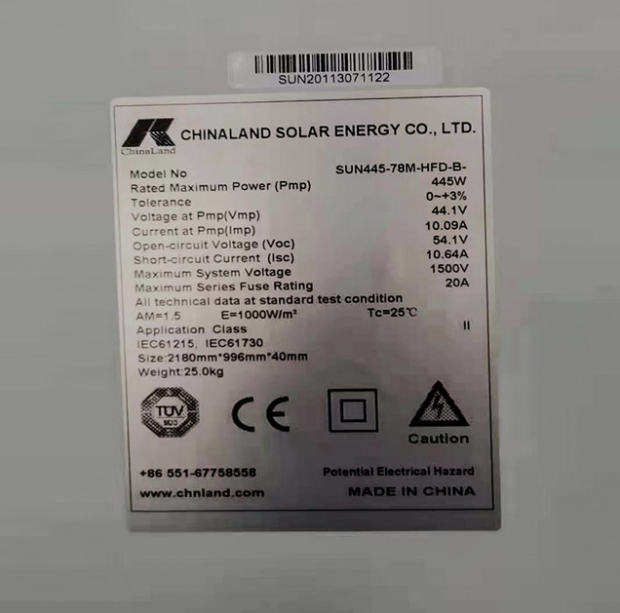 SUN20113071122
CHINALAND SOLAR ENERGY CO., LTD.
ChinaLand
Model No SUN445-78M-HFD-B-
Rated Maximum Power (Pmp) 445W
Tolerance 0~+3%
Voltage at Pmp(Vmp) 44.1V
Current at Pmp(Imp) 10.09A
Open-circuit Voltage (Voc) 54.1V
Short-circuit Current (Isc) 10.64A
Maximum System Voltage 1500V
Maximum Series Fuse Rating 20A
All technical data at standard test condition
AM=1.5 E=1000W/m² Tc=25℃
Application Class II
IEC61215, IEC61730
Size:2180mm*996mm*40mm
Weight:25.0kg
TÜV
CE
Caution
+86 551-67758558 Potential Electrical Hazard
www.chnland.com MADE IN CHINA